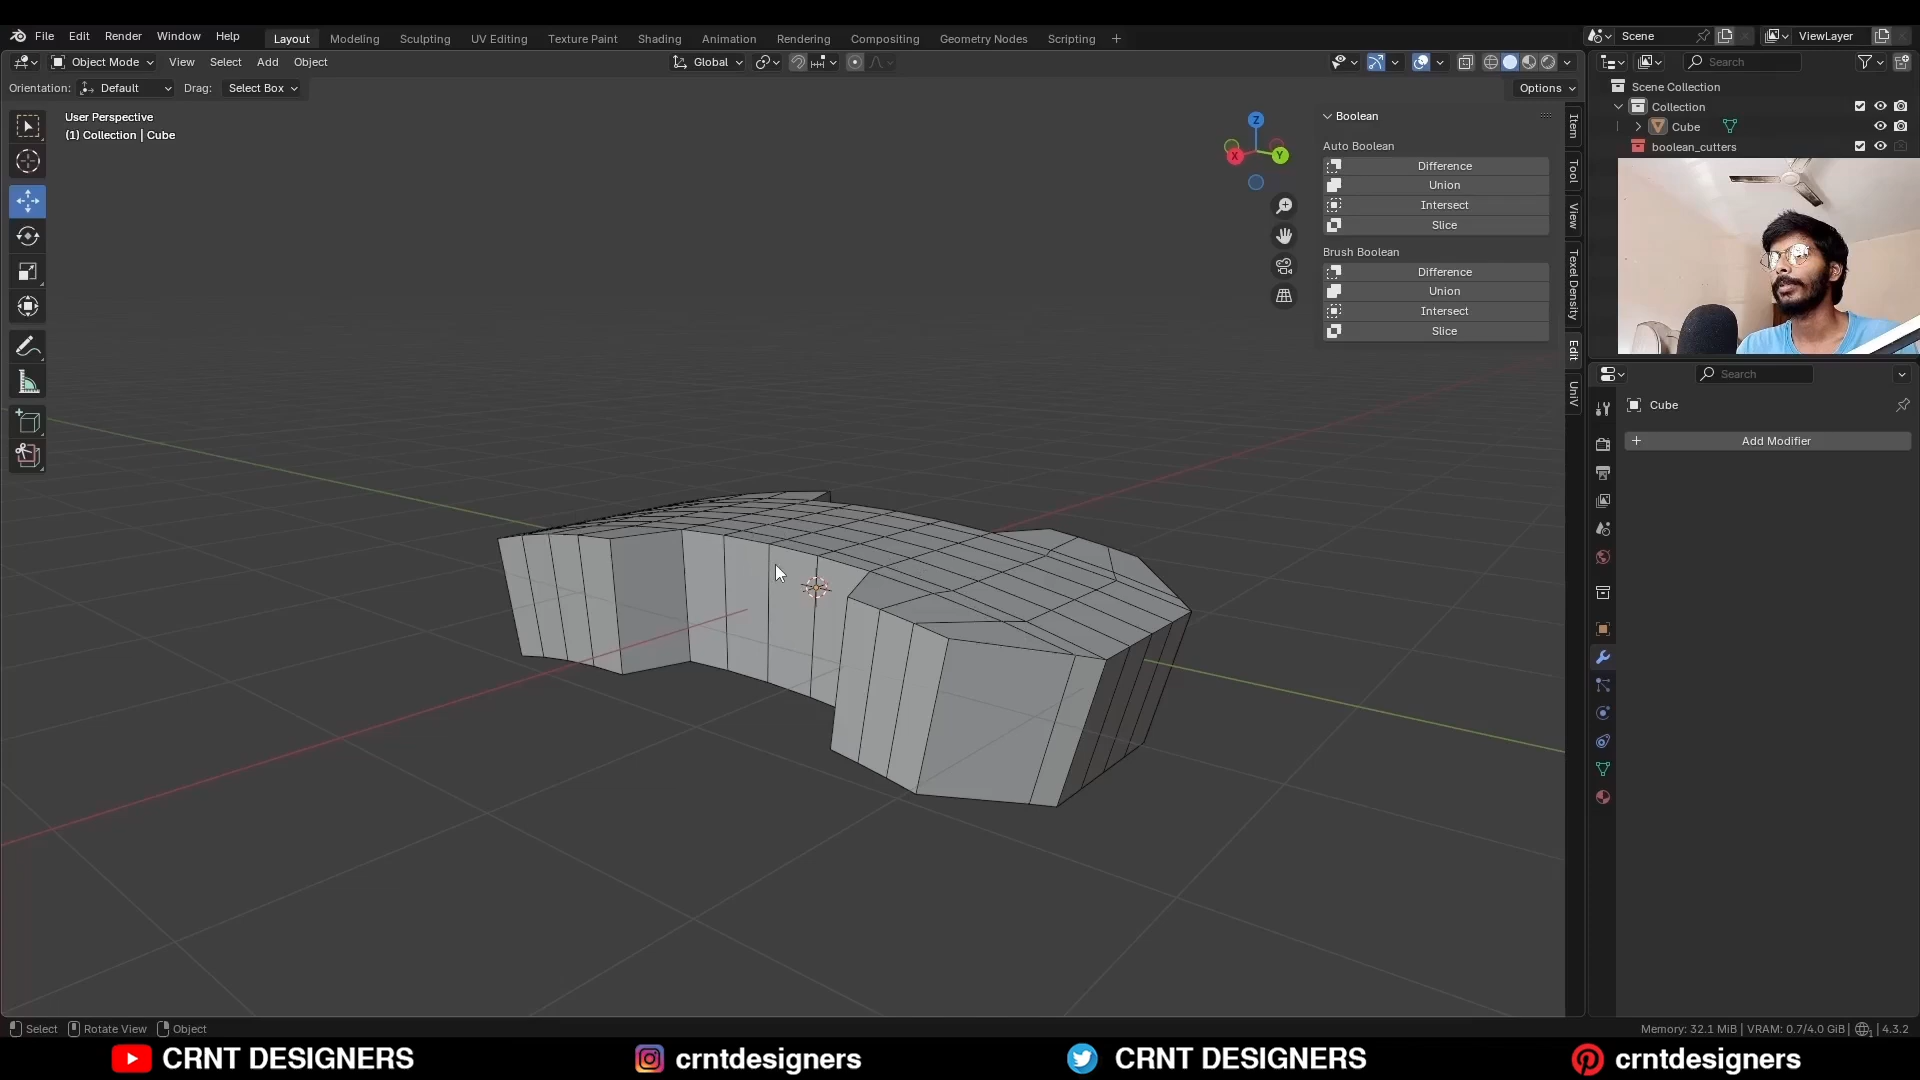 File Edit Render Window Help Layout Modeling Sculpting UV Editing Texture Paint Shading Animation Rendering Compositing Geometry Nodes Scripting + Scene ViewLayer
Object Mode View Select Add Object Global Search
Orientation: Default Drag: Select Box Options
User Perspective
(1) Collection | Cube
Z
X
Y
Boolean
Auto Boolean
Difference
Union
Intersect
Slice
Brush Boolean
Difference
Union
Intersect
Slice
Item
Tool
View
Texel Density
Edit
UniV
Scene Collection
Collection
Cube
boolean_cutters
Search
Cube
+ Add Modifier
Select Rotate View Object
Memory: 32.1 MiB | VRAM: 0.7/4.0 GiB | 4.3.2
CRNT DESIGNERS crntdesigners CRNT DESIGNERS crntdesigners